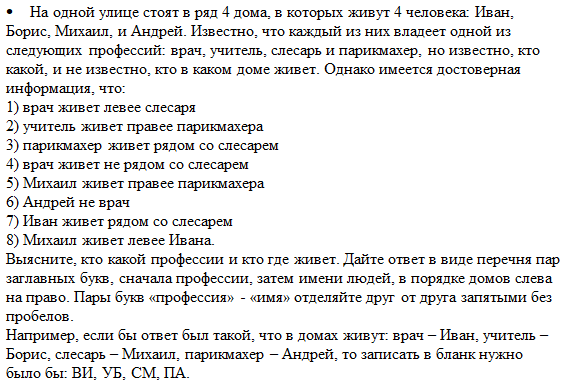 • На одной улице стоят в ряд 4 дома, в которых живут 4 человека: Иван,
Борис, Михаил, и Андрей. Известно, что каждый из них владеет одной из
следующих профессий: врач, учитель, слесарь и парикмахер, но известно, кто
какой, и не известно, кто в каком доме живет. Однако имеется достоверная
информация, что:
1) врач живет левее слесаря
2) учитель живет правее парикмахера
3) парикмахер живет рядом со слесарем
4) врач живет не рядом со слесарем
5) Михаил живет правее парикмахера
6) Андрей не врач
7) Иван живет рядом со слесарем
8) Михаил живет левее Ивана.
Выясните, кто какой профессии и кто где живет. Дайте ответ в виде перечня пар
заглавных букв, сначала профессии, затем имени людей, в порядке домов слева
на право. Пары букв «профессия» - «имя» отделяйте друг от друга запятыми без
пробелов.
Например, если бы ответ был такой, что в домах живут: врач – Иван, учитель –
Борис, слесарь – Михаил, парикмахер – Андрей, то записать в бланк нужно
было бы: ВИ, УБ, СМ, ПА.